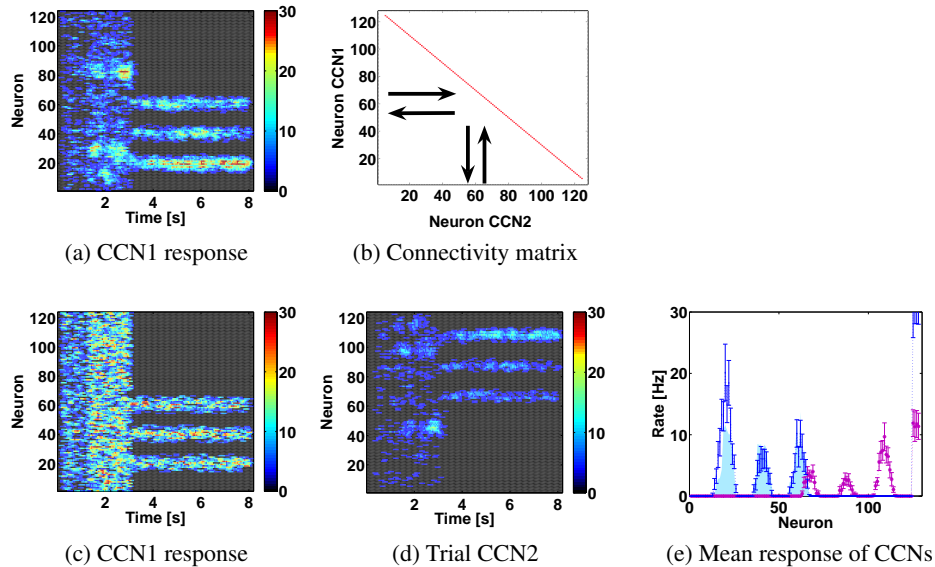 Neuron
120
100
80
60
40
20
2 4 6 8
Time [s]
30
20
10
0
(a) CCN1 response
Neuron CCN1
120
100
80
60
40
20
20 40 60 80 100 120
Neuron CCN2
(b) Connectivity matrix
Neuron
120
100
80
60
40
20
2 4 6 8
Time [s]
30
20
10
0
(c) CCN1 response
Neuron
120
100
80
60
40
20
2 4 6 8
Time [s]
30
20
10
0
(d) Trial CCN2
Rate [Hz]
30
20
10
0
0 50 100
Neuron
(e) Mean response of CCNs